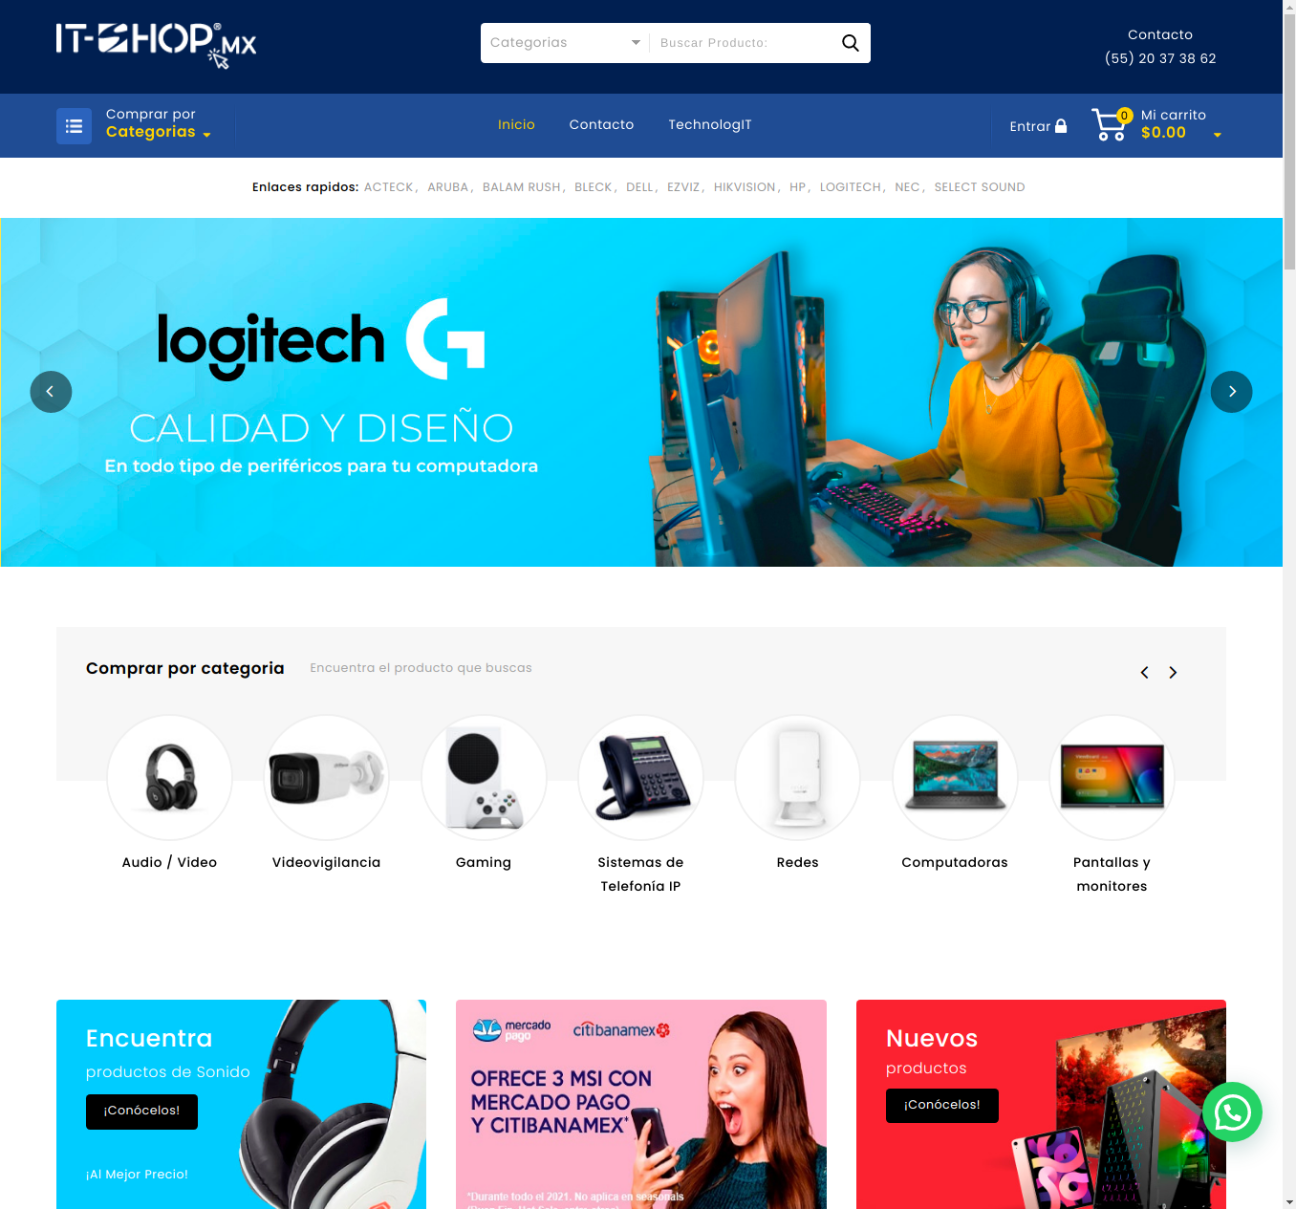 IT-SHOP.MX
Categorias
Buscar Producto:
Contacto
(55) 20 37 38 62
Comprar por
Categorias
Inicio
Contacto
TechnologIT
Entrar
0
Mi carrito
$0.00
Enlaces rapidos: ACTECK, ARUBA, BALAM RUSH, BLECK, DELL, EZVIZ, HIKVISION, HP, LOGITECH, NEC, SELECT SOUND
logitech G
CALIDAD Y DISEÑO
En todo tipo de periféricos para tu computadora
Comprar por categoria
Encuentra el producto que buscas
Audio / Video
Videovigilancia
Gaming
Sistemas de
Telefonía IP
Redes
Computadoras
Pantallas y
monitores
Encuentra
productos de Sonido
¡Conócelos!
¡Al Mejor Precio!
mercado
pago
citibanamex
OFRECE 3 MSI CON
MERCADO PAGO
Y CITIBANAMEX*
*Durante todo el 2021. No aplica en seasonals
Nuevos
productos
¡Conócelos!